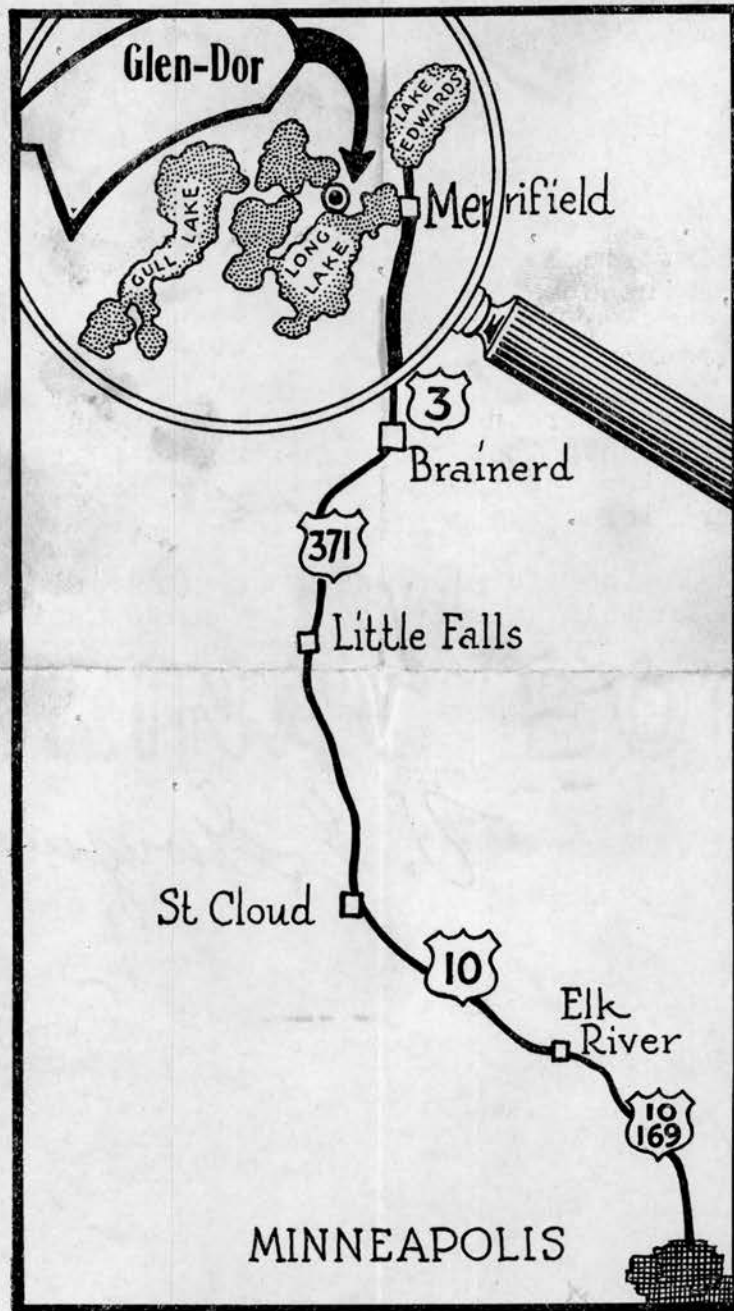 Glen-Dor
LAKE
EDWARDS
GULL LAKE
LONG
LAKE
Merrifield
3
Brainerd
371
Little Falls
St Cloud
10
Elk
River
10
169
MINNEAPOLIS